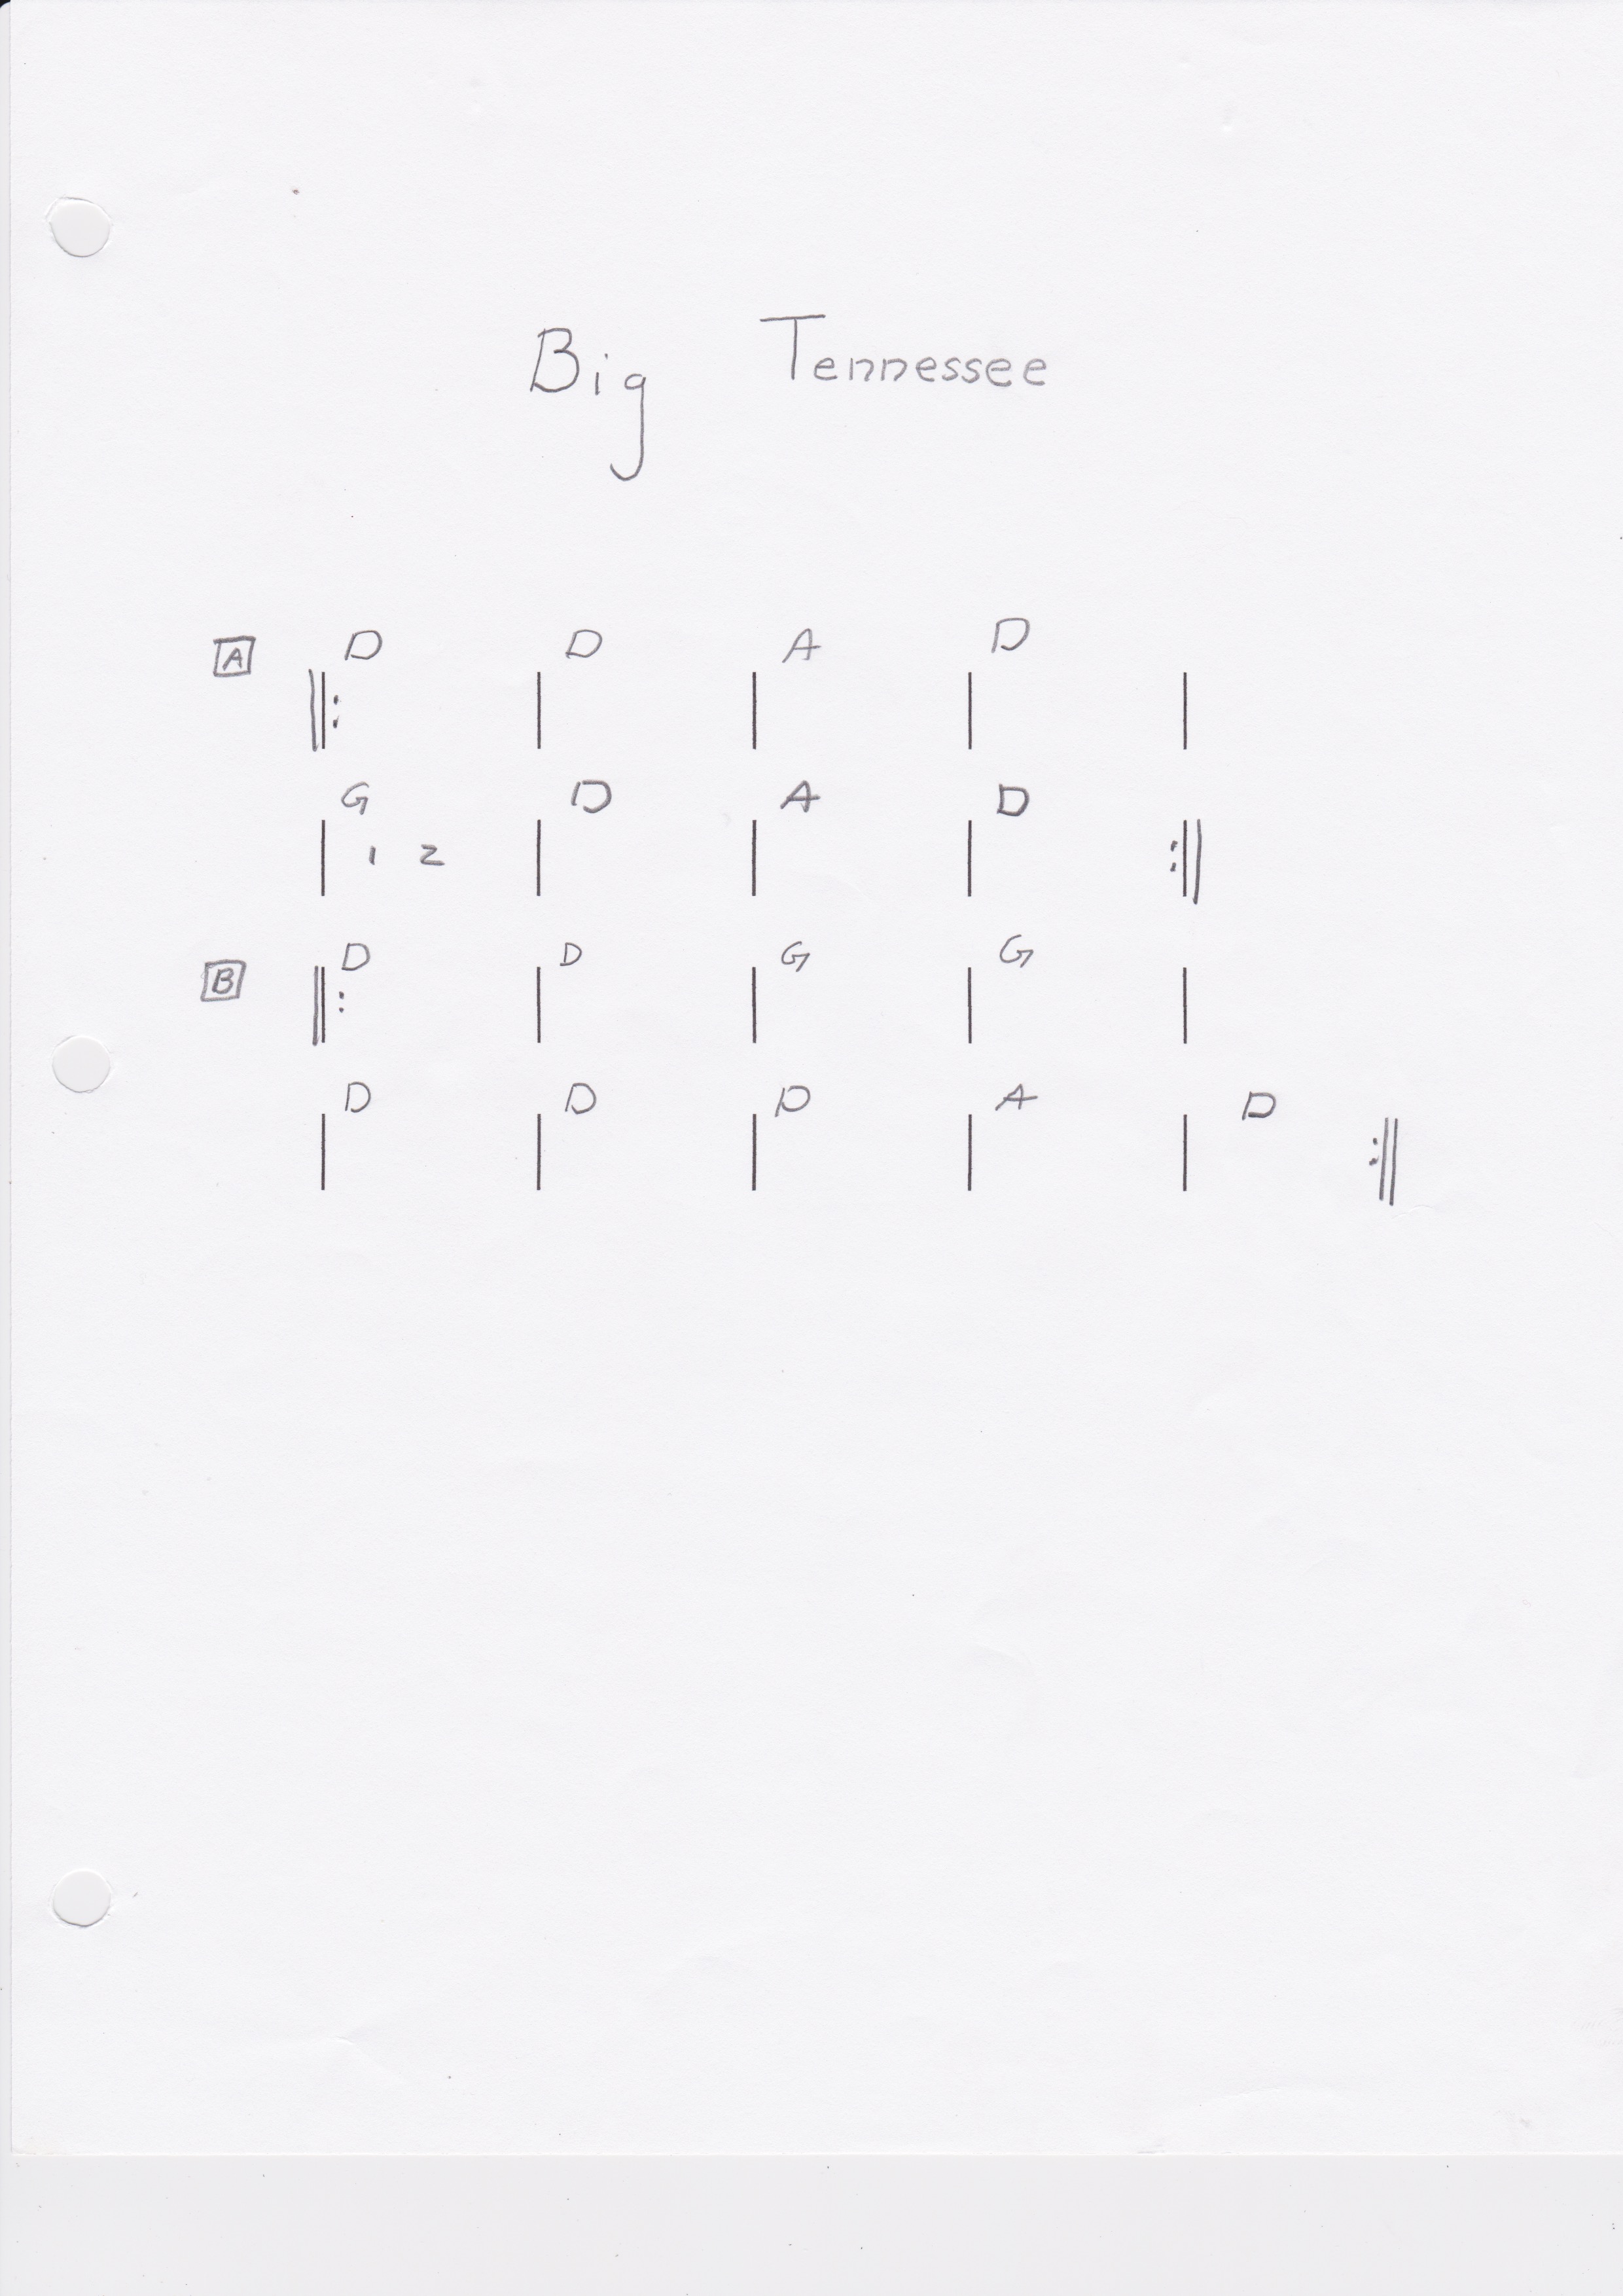 Big Tennessee
A D D A D
‖: | | | |
G D A D
| 1 2 | | | :‖
B D D G G
‖: | | | |
D D D A D
| | | | | :‖